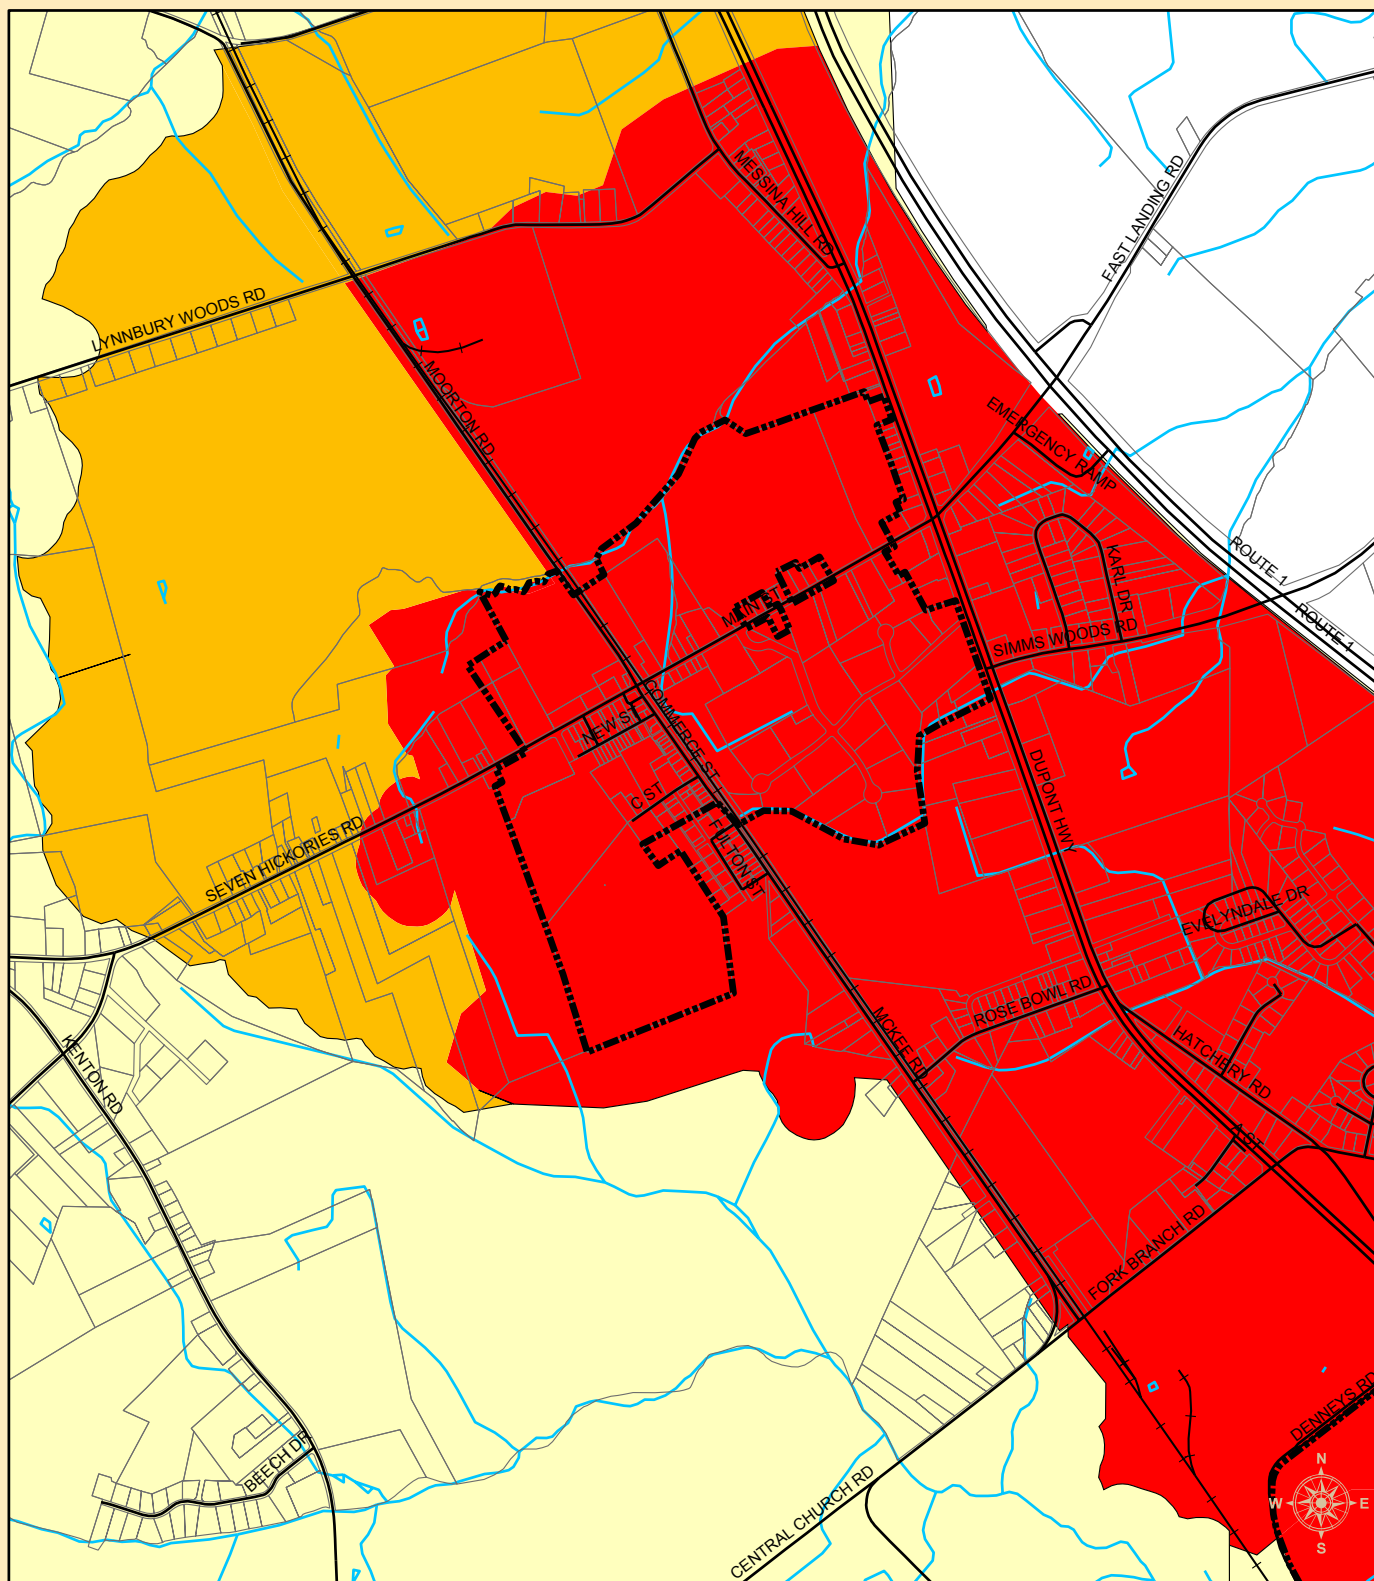 MESSINA HILL RD
EAST LANDING RD
LYNNBURY WOODS RD
MOORTON RD
EMERGENCY RAMP
ROUTE 1
KARL DR
ROUTE 1
MAIN ST
SIMMS WOODS RD
COMMERCE ST
NEW ST
DUPONT HWY
C ST
FULTON ST
SEVEN HICKORIES RD
EVELYNDALE DR
ROSE BOWL RD
MCKEE RD
HATCHERY RD
KENTON RD
A ST
FORK BRANCH RD
DENNEYS RD
BEECH DR
CENTRAL CHURCH RD
N
W E
S